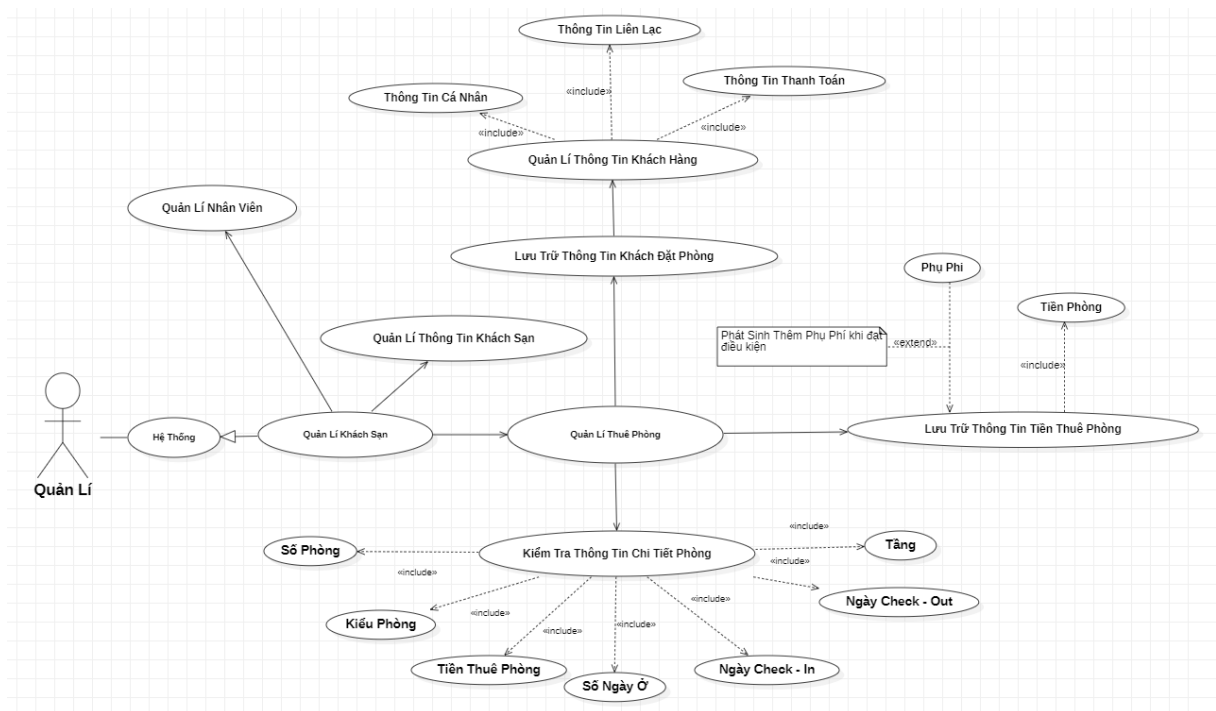 Thông Tin Liên Lạc
Thông Tin Thanh Toán
Thông Tin Cá Nhân
«include»
«include»
«include»
Quản Lí Thông Tin Khách Hàng
Quản Lí Nhân Viên
Lưu Trữ Thông Tin Khách Đặt Phòng
Phụ Phi
Tiền Phòng
Quản Lí Thông Tin Khách Sạn
Phát Sinh Thêm Phụ Phí khi đạt
điều kiện
«extend»
«include»
Hệ Thống
Quản Lí Khách Sạn
Quản Lí Thuê Phòng
Lưu Trữ Thông Tin Tiền Thuê Phòng
Quản Lí
«include»
Số Phòng
Kiểm Tra Thông Tin Chi Tiết Phòng
Tầng
«include»
«include»
«include»
«include»
Ngày Check - Out
«include»
«include»
Kiểu Phòng
Tiền Thuê Phòng
Số Ngày Ở
Ngày Check - In